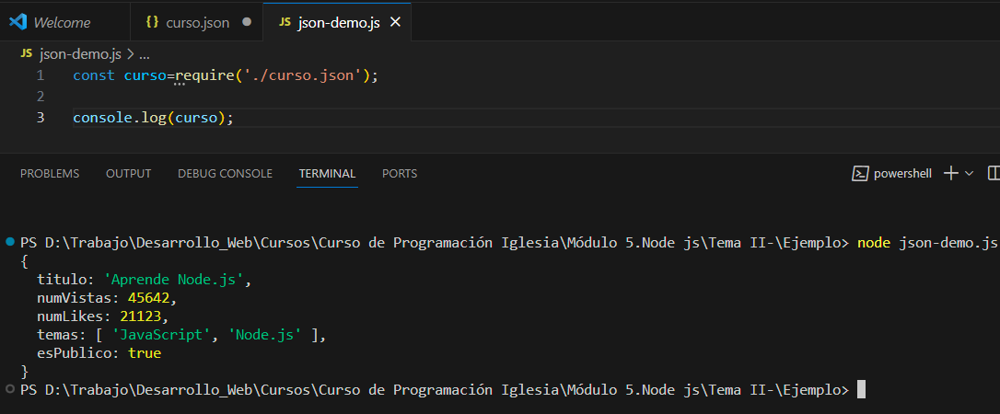 Welcome {} curso.json JS json-demo.js
JS json-demo.js > ...
1 const curso=require('./curso.json');
2
3 console.log(curso);
PROBLEMS OUTPUT DEBUG CONSOLE TERMINAL PORTS powershell
PS D:\Trabajo\Desarrollo_Web\Cursos\Curso de Programación Iglesia\Módulo 5.Node js\Tema II-\Ejemplo> node json-demo.js
{
  titulo: 'Aprende Node.js',
  numVistas: 45642,
  numLikes: 21123,
  temas: [ 'JavaScript', 'Node.js' ],
  esPublico: true
}
PS D:\Trabajo\Desarrollo_Web\Cursos\Curso de Programación Iglesia\Módulo 5.Node js\Tema II-\Ejemplo>